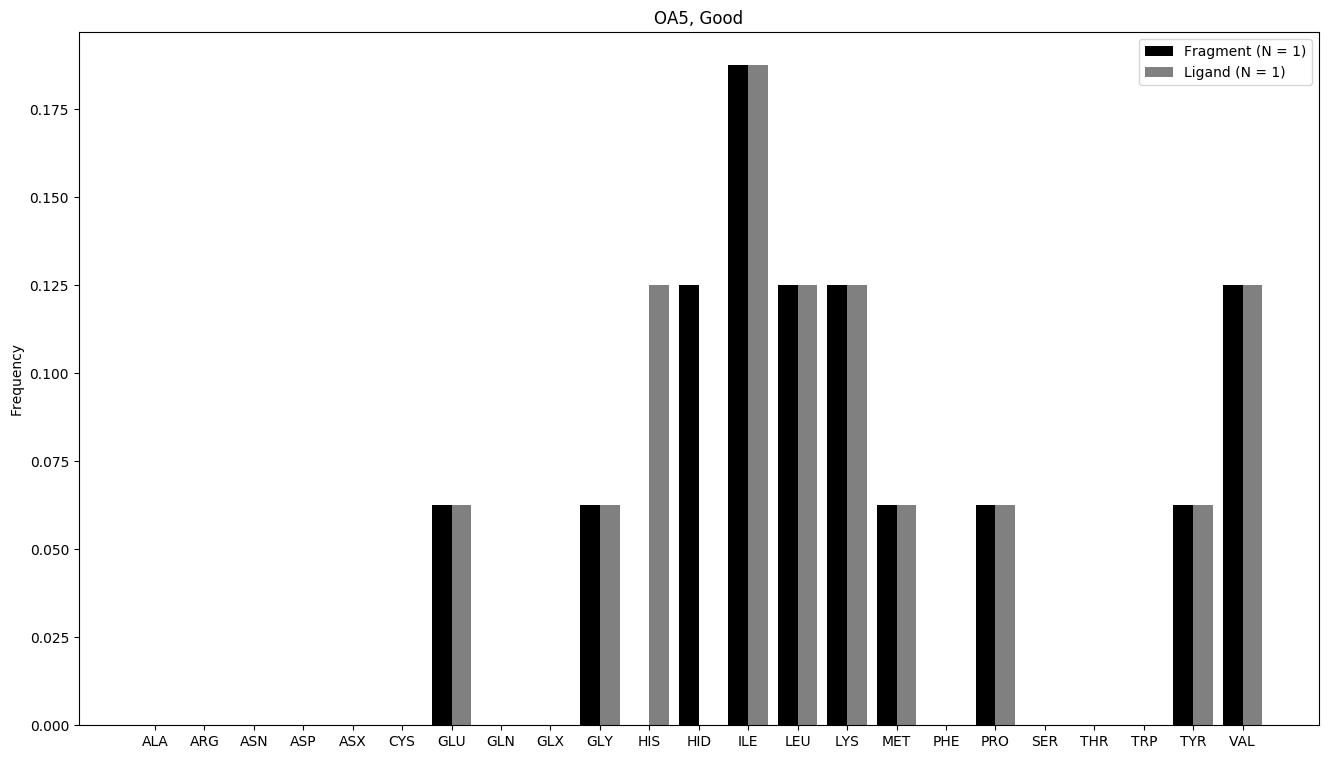 OA5, Good
Fragment (N = 1)
Ligand (N = 1)
Frequency
0.175
0.150
0.125
0.100
0.075
0.050
0.025
0.000
ALA ARG ASN ASP ASX CYS GLU GLN GLX GLY HIS HID ILE LEU LYS MET PHE PRO SER THR TRP TYR VAL